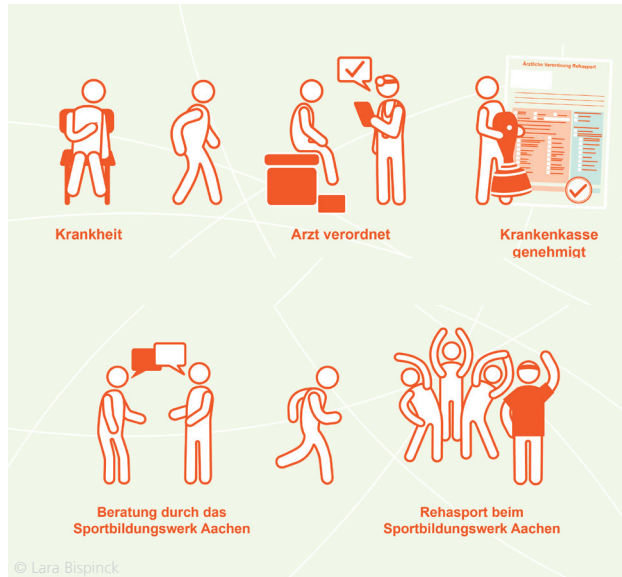 Ärztliche Verordnung Rehasport
Krankheit
Arzt verordnet
Krankenkasse
genehmigt
Beratung durch das
Sportbildungswerk Aachen
Rehasport beim
Sportbildungswerk Aachen
© Lara Bispinck